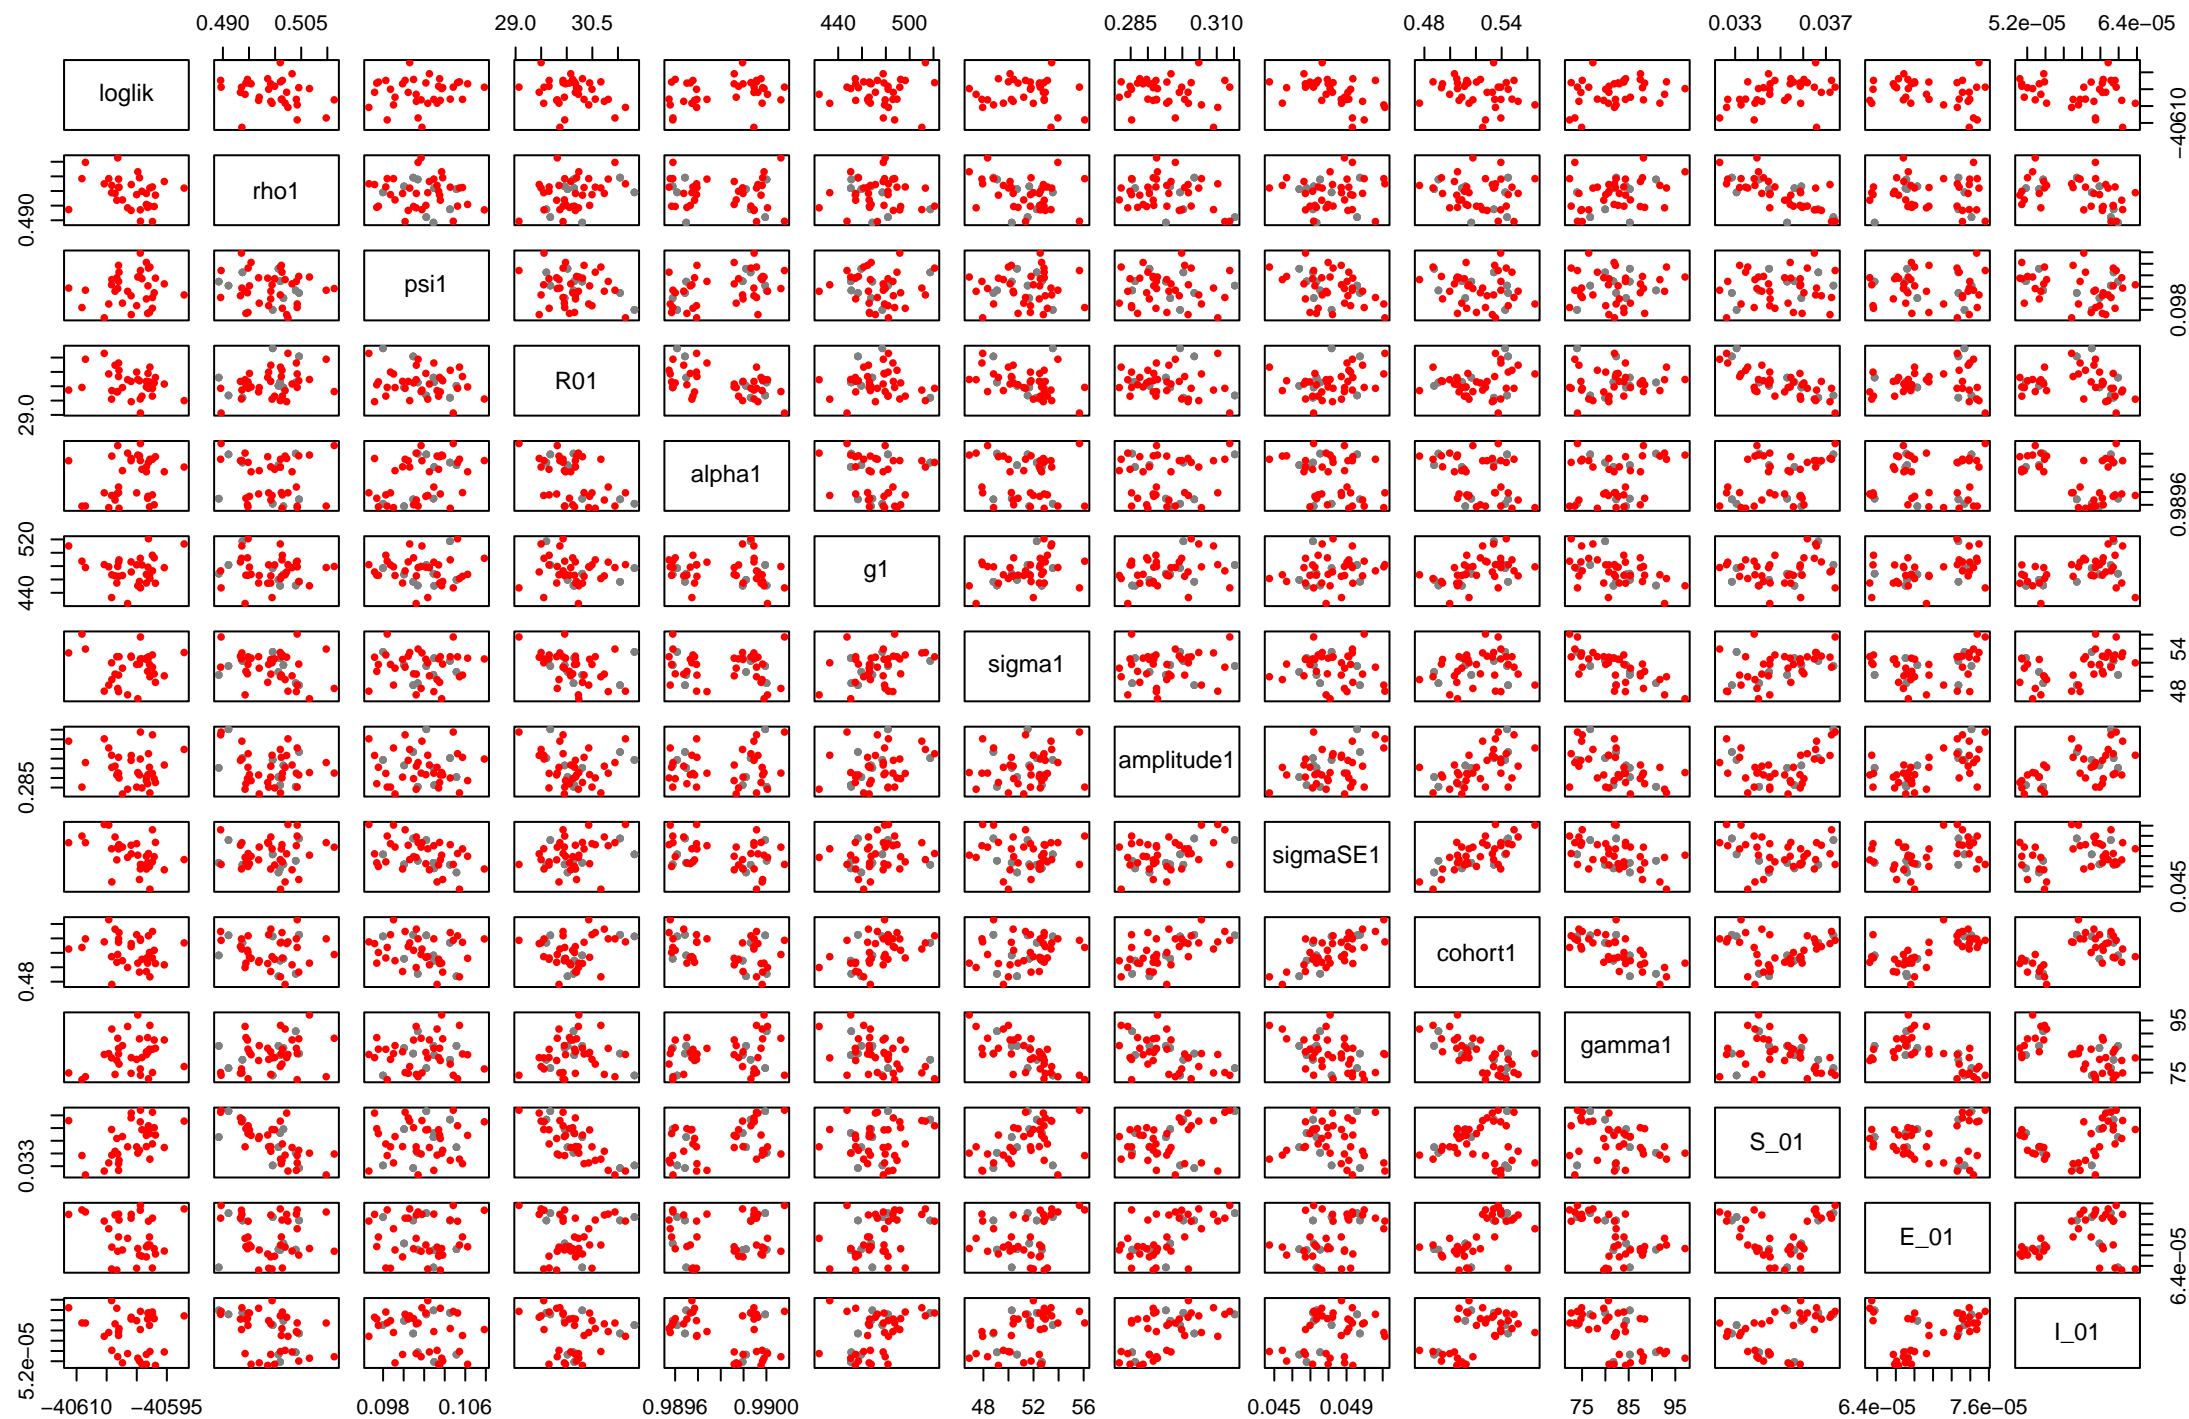 0.490 0.505 29.0 30.5 440 500 0.285 0.310 0.48 0.54 0.033 0.037 5.2e-05 6.4e-05
loglik
−40610
rho1
0.490
psi1
0.098
R01
29.0
alpha1
0.9896
g1
440 520
sigma1
48 54
amplitude1
0.285
sigmaSE1
0.045
cohort1
0.48
gamma1
75 95
S_01
0.033
E_01
6.4e−05
I_01
5.2e−05
−40610 −40595 0.098 0.106 0.9896 0.9900 48 52 56 0.045 0.049 75 85 95 6.4e−05 7.6e−05